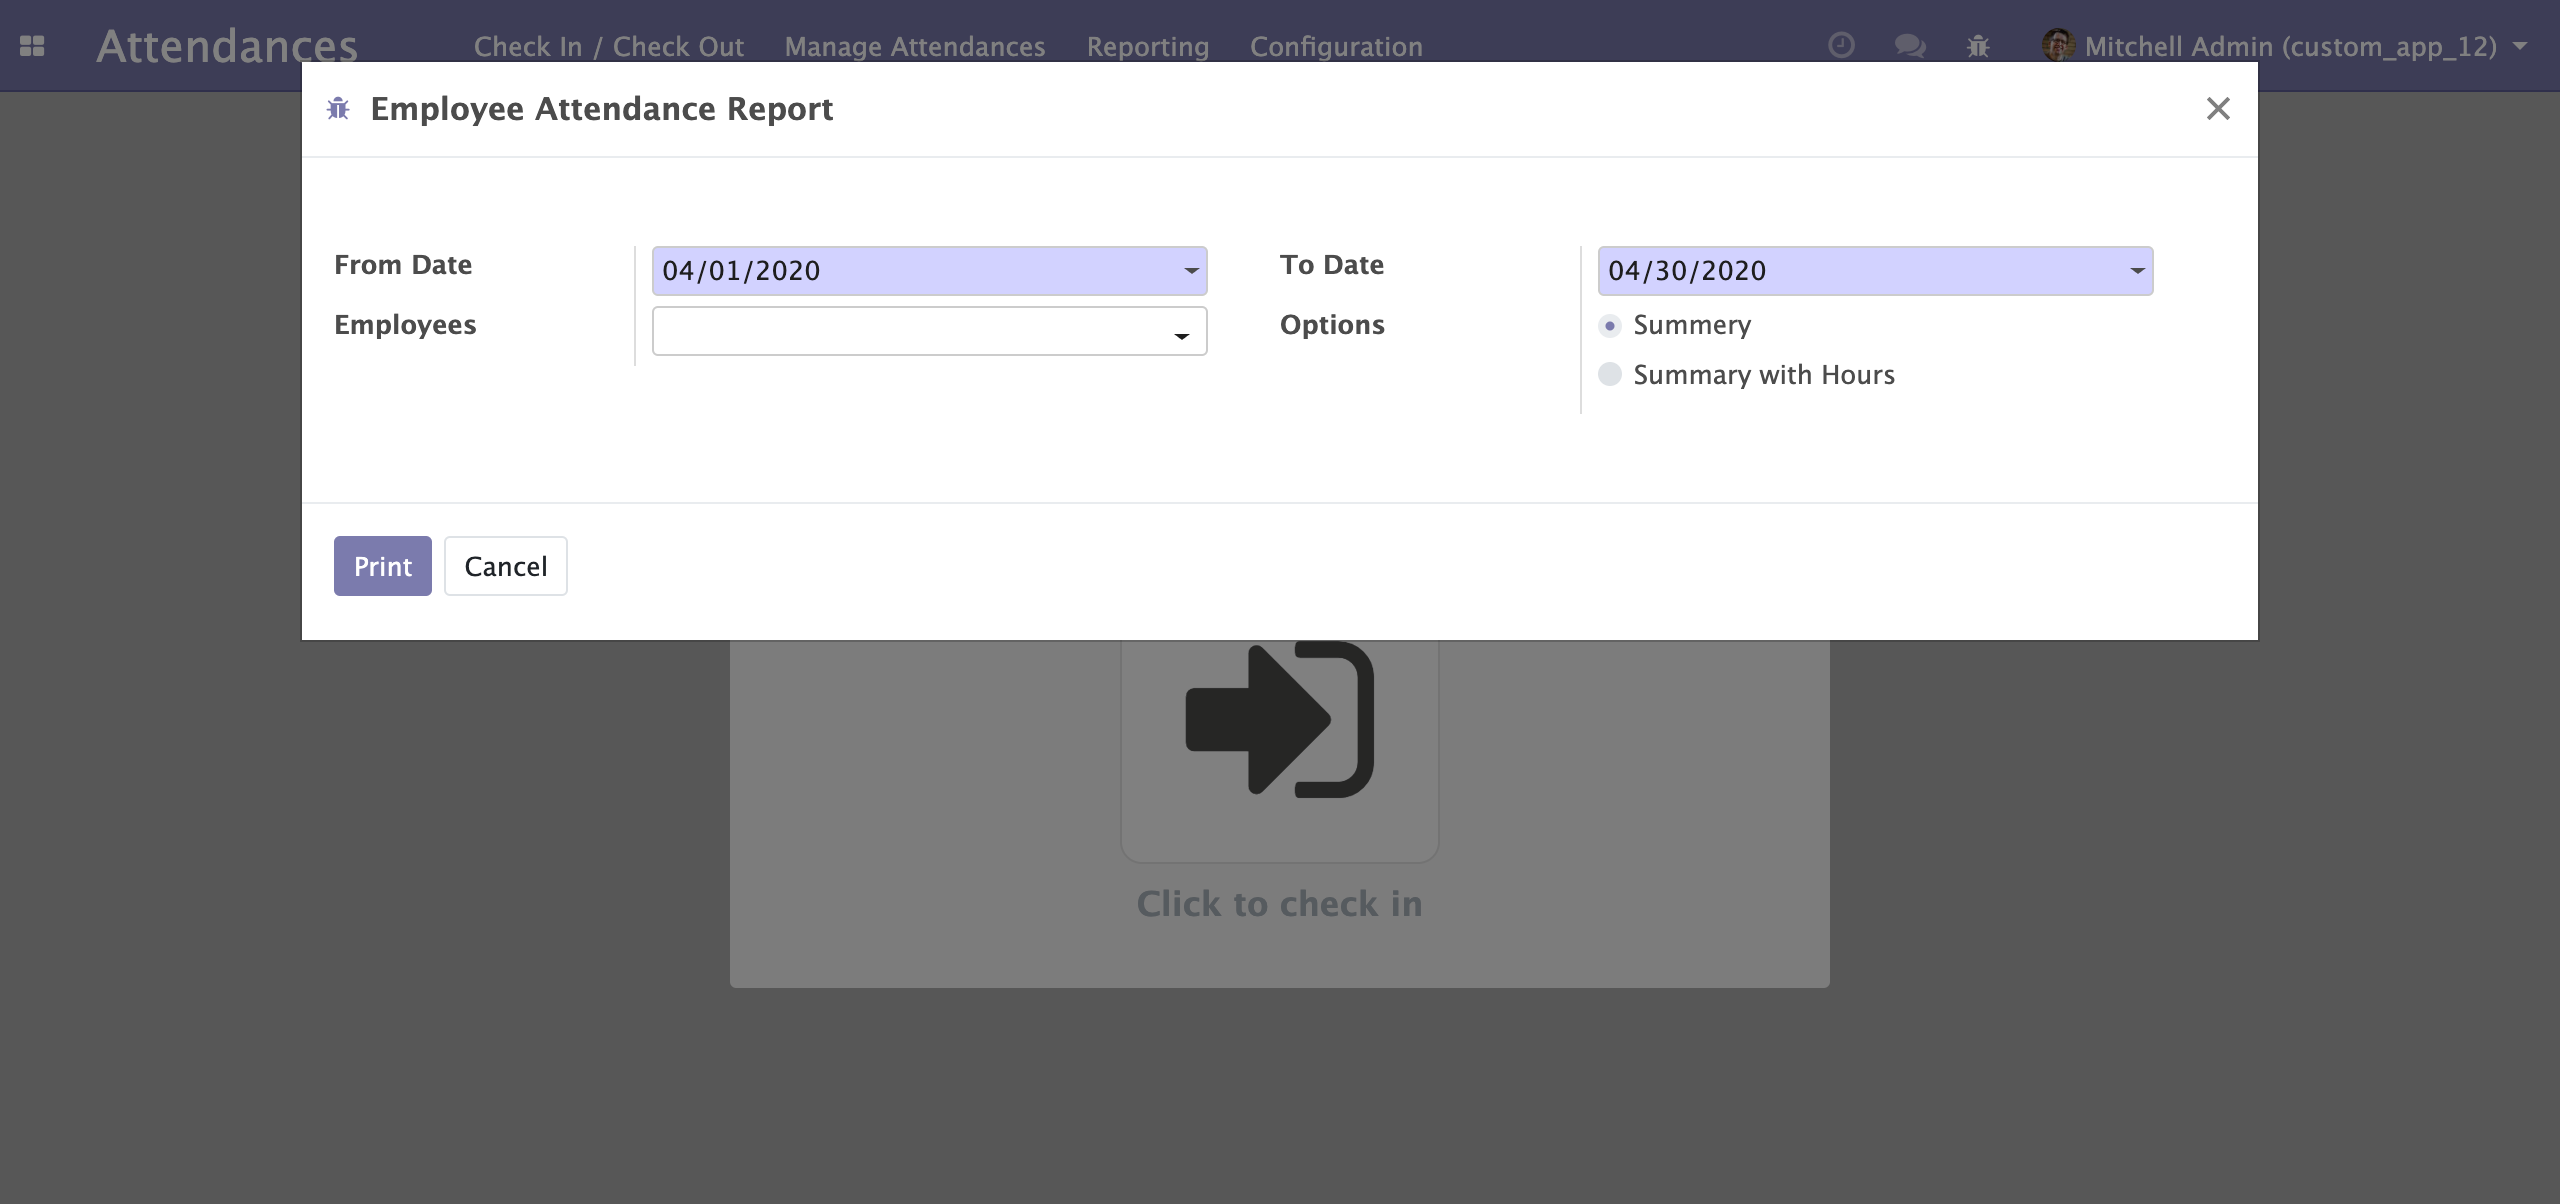 Attendances Check In / Check Out Manage Attendances Reporting Configuration Mitchell Admin (custom_app_12)
Employee Attendance Report
From Date 04/01/2020 To Date 04/30/2020
Employees Options Summery
Summary with Hours
Print Cancel
Click to check in